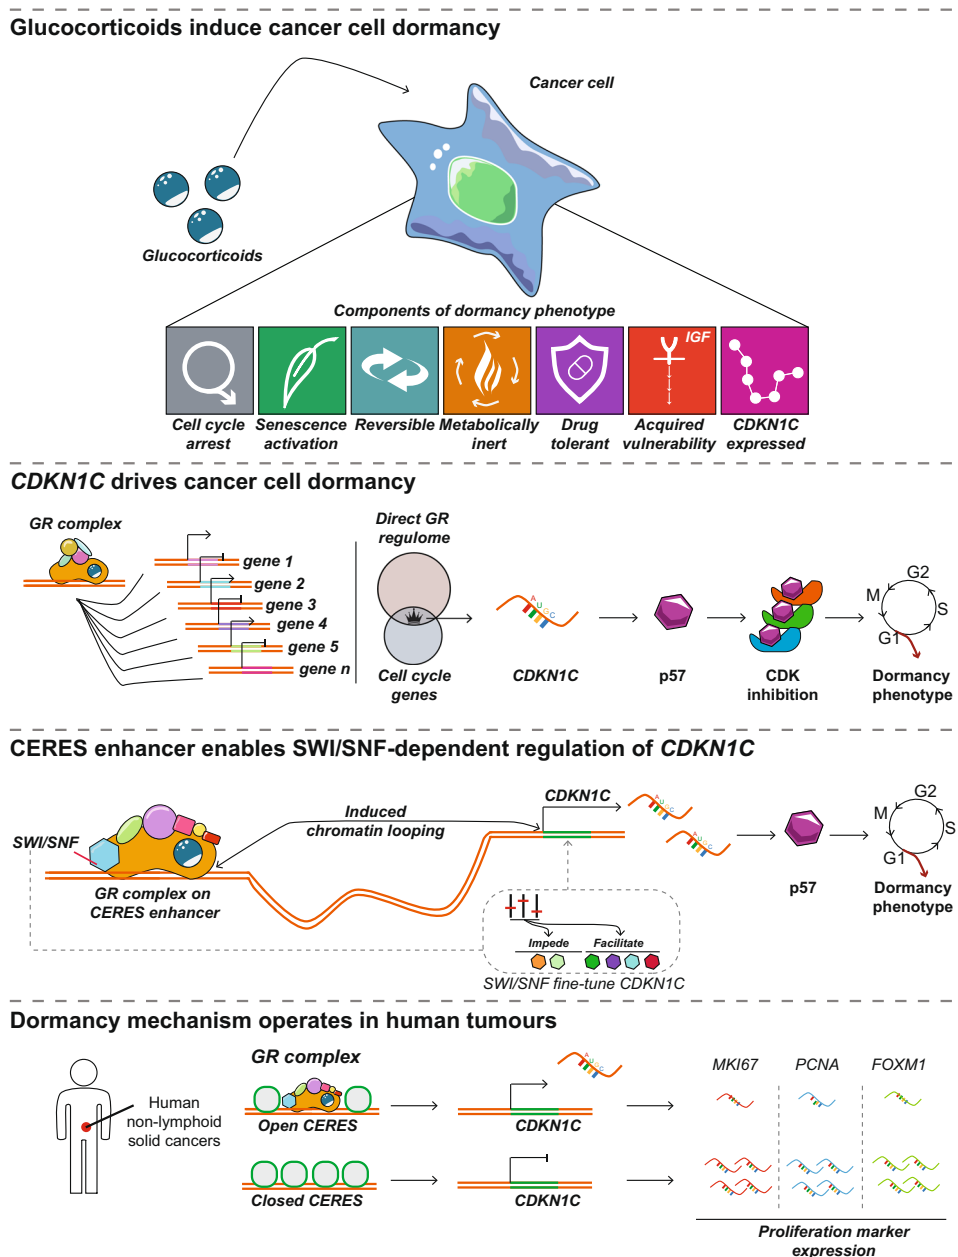 Glucocorticoids induce cancer cell dormancy
Cancer cell
Glucocorticoids
Components of dormancy phenotype
IGF
Cell cycle
arrest
Senescence
activation
Reversible
Metabolically
inert
Drug
tolerant
Acquired
vulnerability
CDKN1C
expressed
CDKN1C drives cancer cell dormancy
GR complex
gene 1
gene 2
gene 3
gene 4
gene 5
gene n
Direct GR
regulome
Cell cycle
genes
A U G C
CDKN1C
p57
CDK
inhibition
G2
M
S
G1
Dormancy
phenotype
CERES enhancer enables SWI/SNF-dependent regulation of CDKN1C
SWI/SNF
GR complex on
CERES enhancer
Induced
chromatin looping
CDKN1C
A U G C
A U G C
p57
G2
M
S
G1
Dormancy
phenotype
Impede
Facilitate
SWI/SNF fine-tune CDKN1C
Dormancy mechanism operates in human tumours
Human
non-lymphoid
solid cancers
GR complex
Open CERES
CDKN1C
A U G C
Closed CERES
CDKN1C
MKI67
PCNA
FOXM1
Proliferation marker
expression